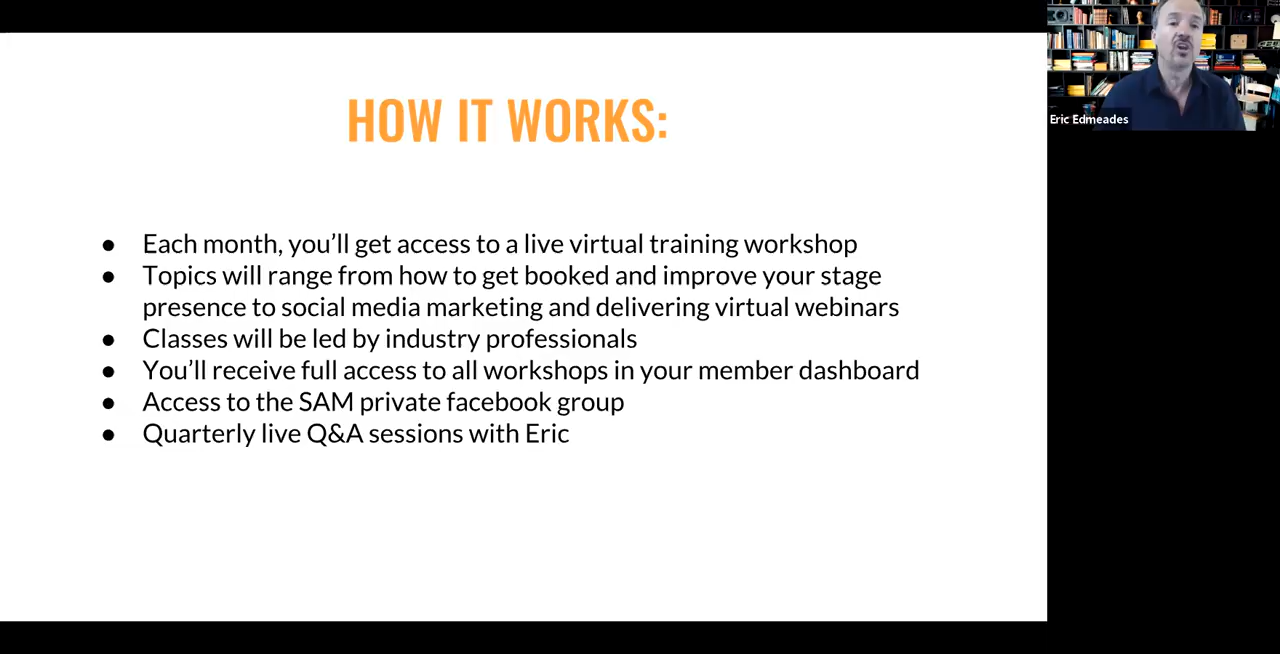 HOW IT WORKS:
Eric Edmeades
● Each month, you'll get access to a live virtual training workshop
● Topics will range from how to get booked and improve your stage
presence to social media marketing and delivering virtual webinars
● Classes will be led by industry professionals
● You'll receive full access to all workshops in your member dashboard
● Access to the SAM private facebook group
● Quarterly live Q&A sessions with Eric